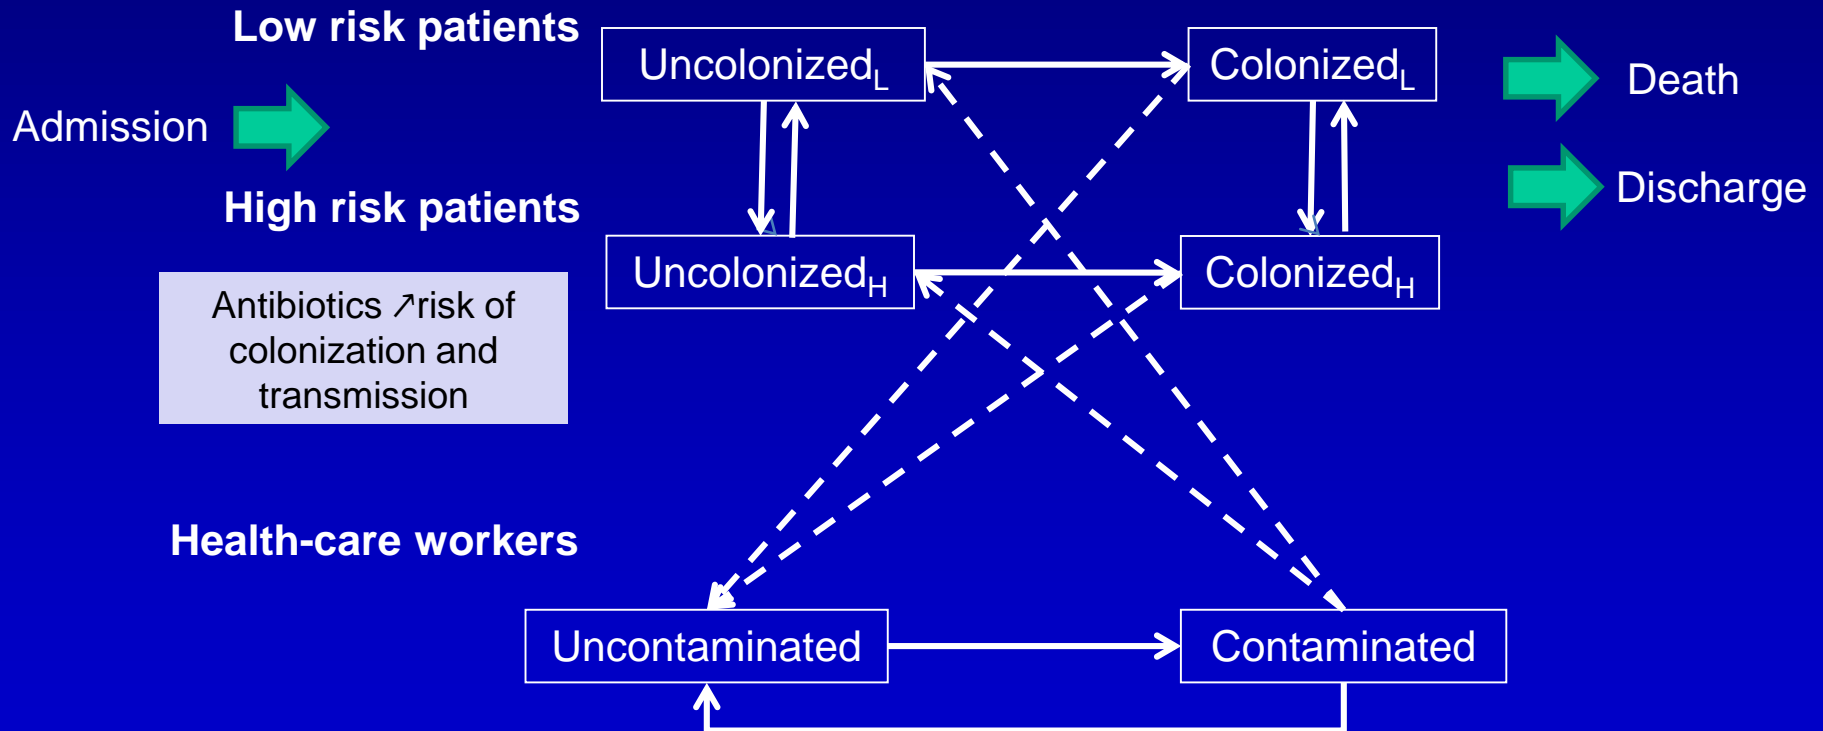 Low risk patients
Uncolonized_L
Colonized_L
Death
Admission
Discharge
High risk patients
Uncolonized_H
Colonized_H
Antibiotics ↗risk of
colonization and
transmission
Health-care workers
Uncontaminated
Contaminated